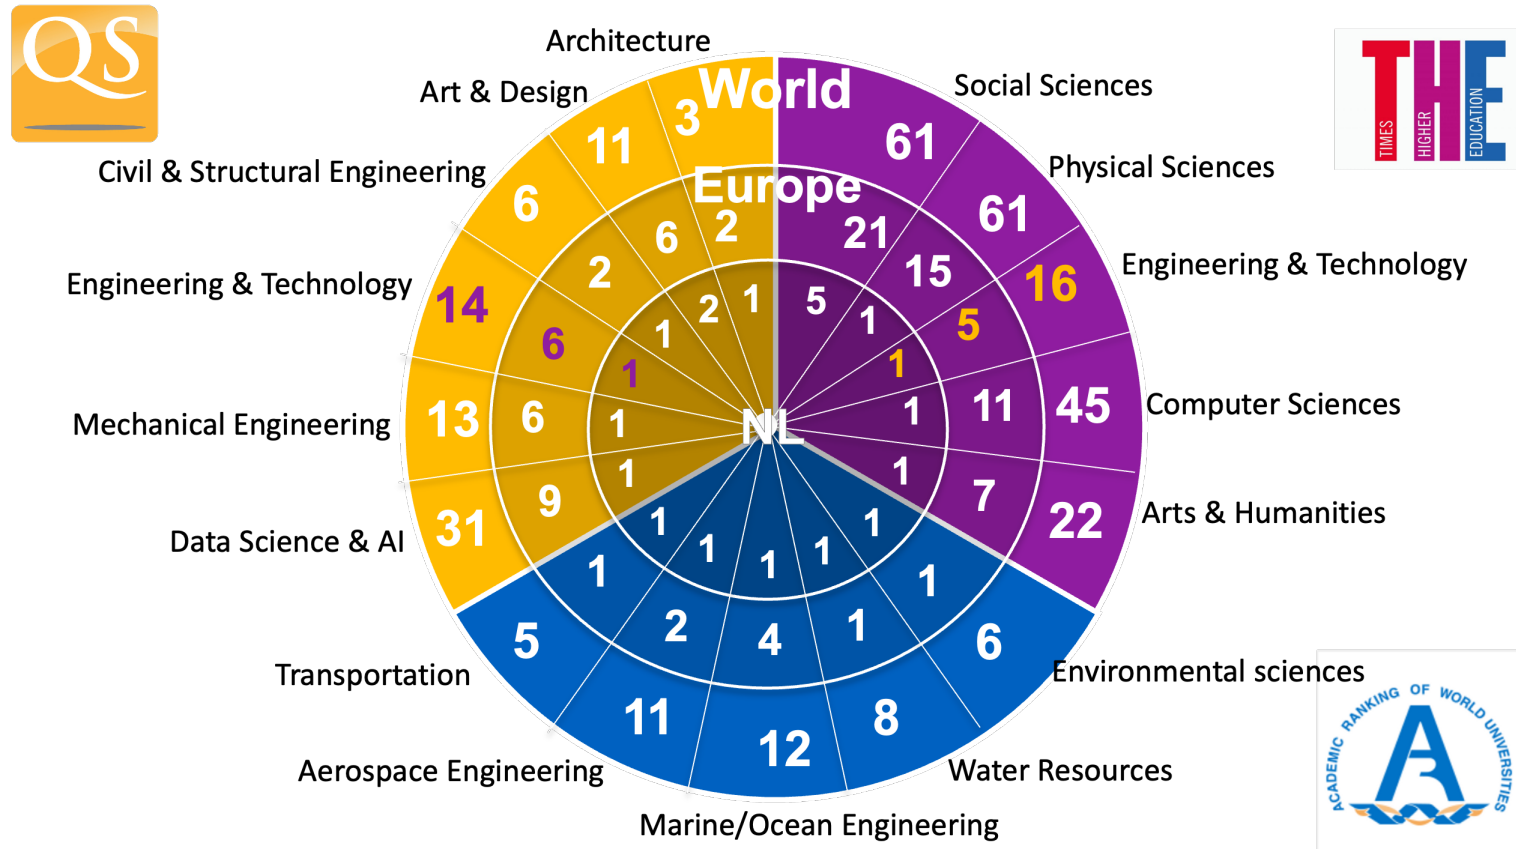 QS
Architecture
Art & Design
Civil & Structural Engineering
Engineering & Technology
Mechanical Engineering
Data Science & AI
World
Europe
NL
3
11
6
14
13
31
2
6
2
6
6
9
1
2
1
1
1
1
TIMES
HIGHER
EDUCATION
THE
Social Sciences
Physical Sciences
Engineering & Technology
Computer Sciences
Arts & Humanities
61
61
16
45
22
21
15
5
11
7
5
1
1
1
1
Transportation
Aerospace Engineering
Marine/Ocean Engineering
Water Resources
Environmental sciences
5
11
12
8
6
1
2
4
1
1
1
1
1
1
1
ACADEMIC RANKING OF WORLD UNIVERSITIES